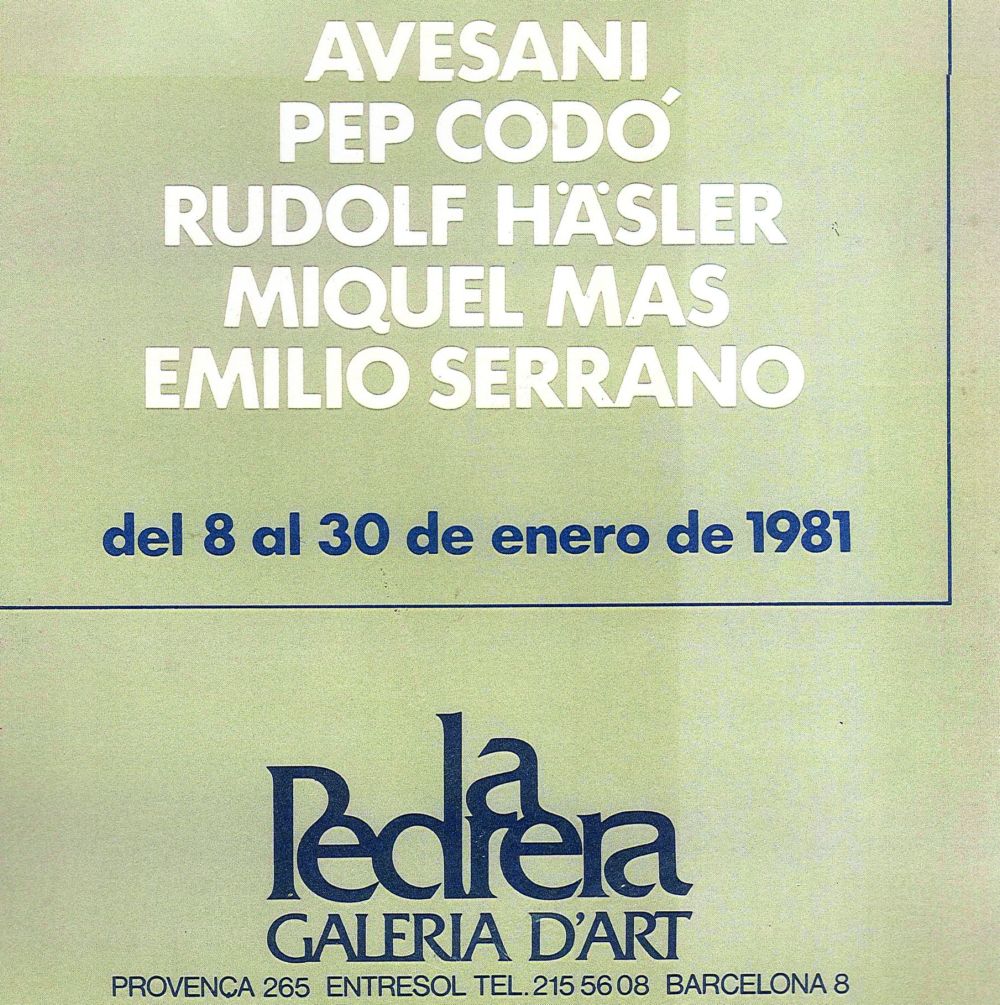 AVESANI
PEP CODÓ
RUDOLF HÄSLER
MIQUEL MAS
EMILIO SERRANO
del 8 al 30 de enero de 1981
la
Pedrera
GALERIA D'ART
PROVENÇA 265 ENTRESOL TEL. 215 56 08 BARCELONA 8